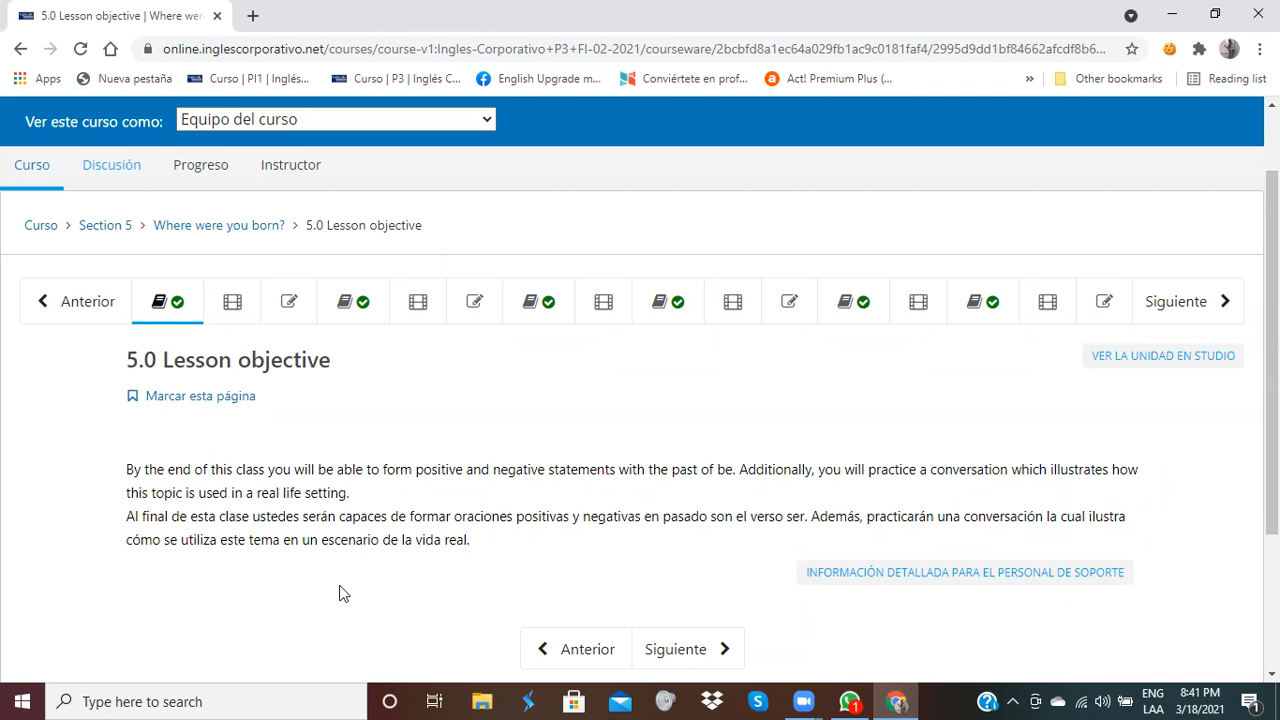 5.0 Lesson objective | Where were
online.inglescorporativo.net/courses/course-v1:Ingles-Corporativo+P3+FI-02-2021/courseware/2bcbfd8a1ec64a029fb1ac9c0181faf4/2995d9dd1bf84662afcdf8b6...
Apps Nueva pestaña Curso | PI1 | Inglés... Curso | P3 | Inglés C... English Upgrade m... Conviértete en prof... Act! Premium Plus (... » Other bookmarks Reading list
Ver este curso como: Equipo del curso
Curso Discusión Progreso Instructor
Curso > Section 5 > Where were you born? > 5.0 Lesson objective
Anterior Siguiente
5.0 Lesson objective
VER LA UNIDAD EN STUDIO
Marcar esta página
By the end of this class you will be able to form positive and negative statements with the past of be. Additionally, you will practice a conversation which illustrates how
this topic is used in a real life setting.
Al final de esta clase ustedes serán capaces de formar oraciones positivas y negativas en pasado son el verso ser. Además, practicarán una conversación la cual ilustra
cómo se utiliza este tema en un escenario de la vida real.
INFORMACIÓN DETALLADA PARA EL PERSONAL DE SOPORTE
Anterior Siguiente
Type here to search
ENG 8:41 PM
LAA 3/18/2021